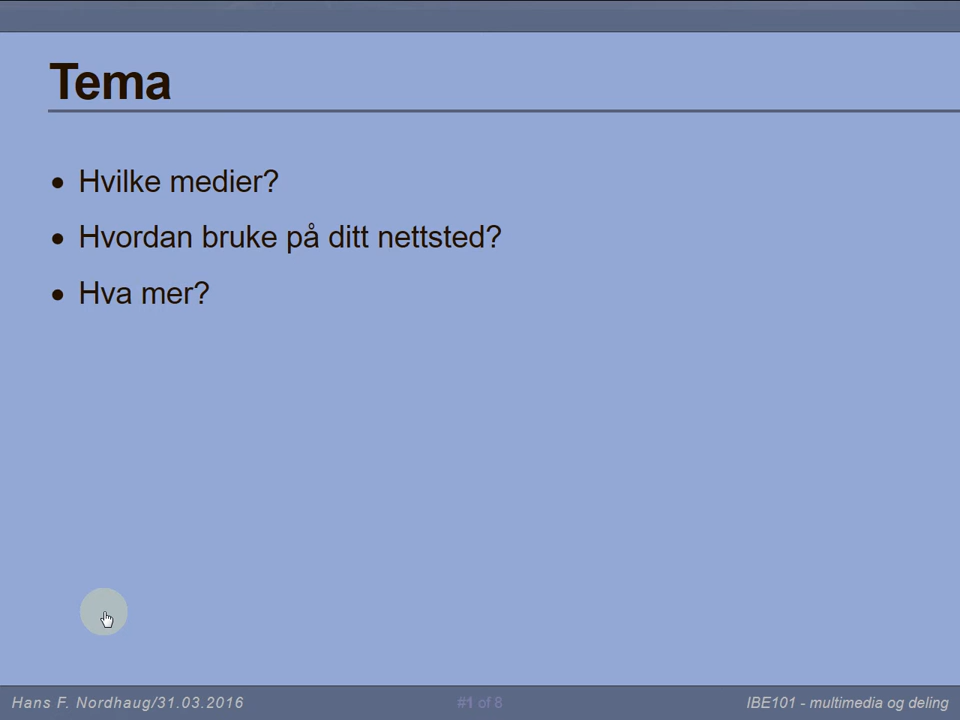 Tema
• Hvilke medier?
• Hvordan bruke på ditt nettsted?
• Hva mer?
Hans F. Nordhaug/31.03.2016
#1 of 8
IBE101 - multimedia og deling